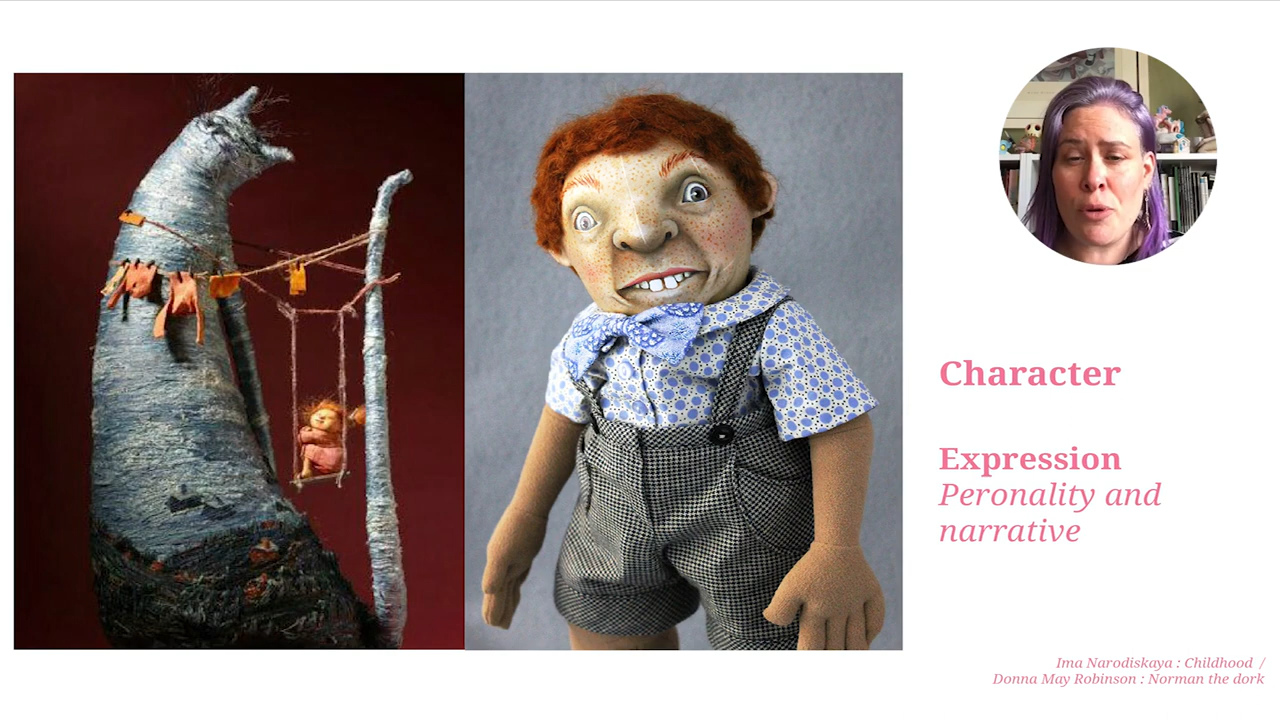 Character
Expression
Peronality and
narrative
Ima Narodiskaya : Childhood /
Donna May Robinson : Norman the dork